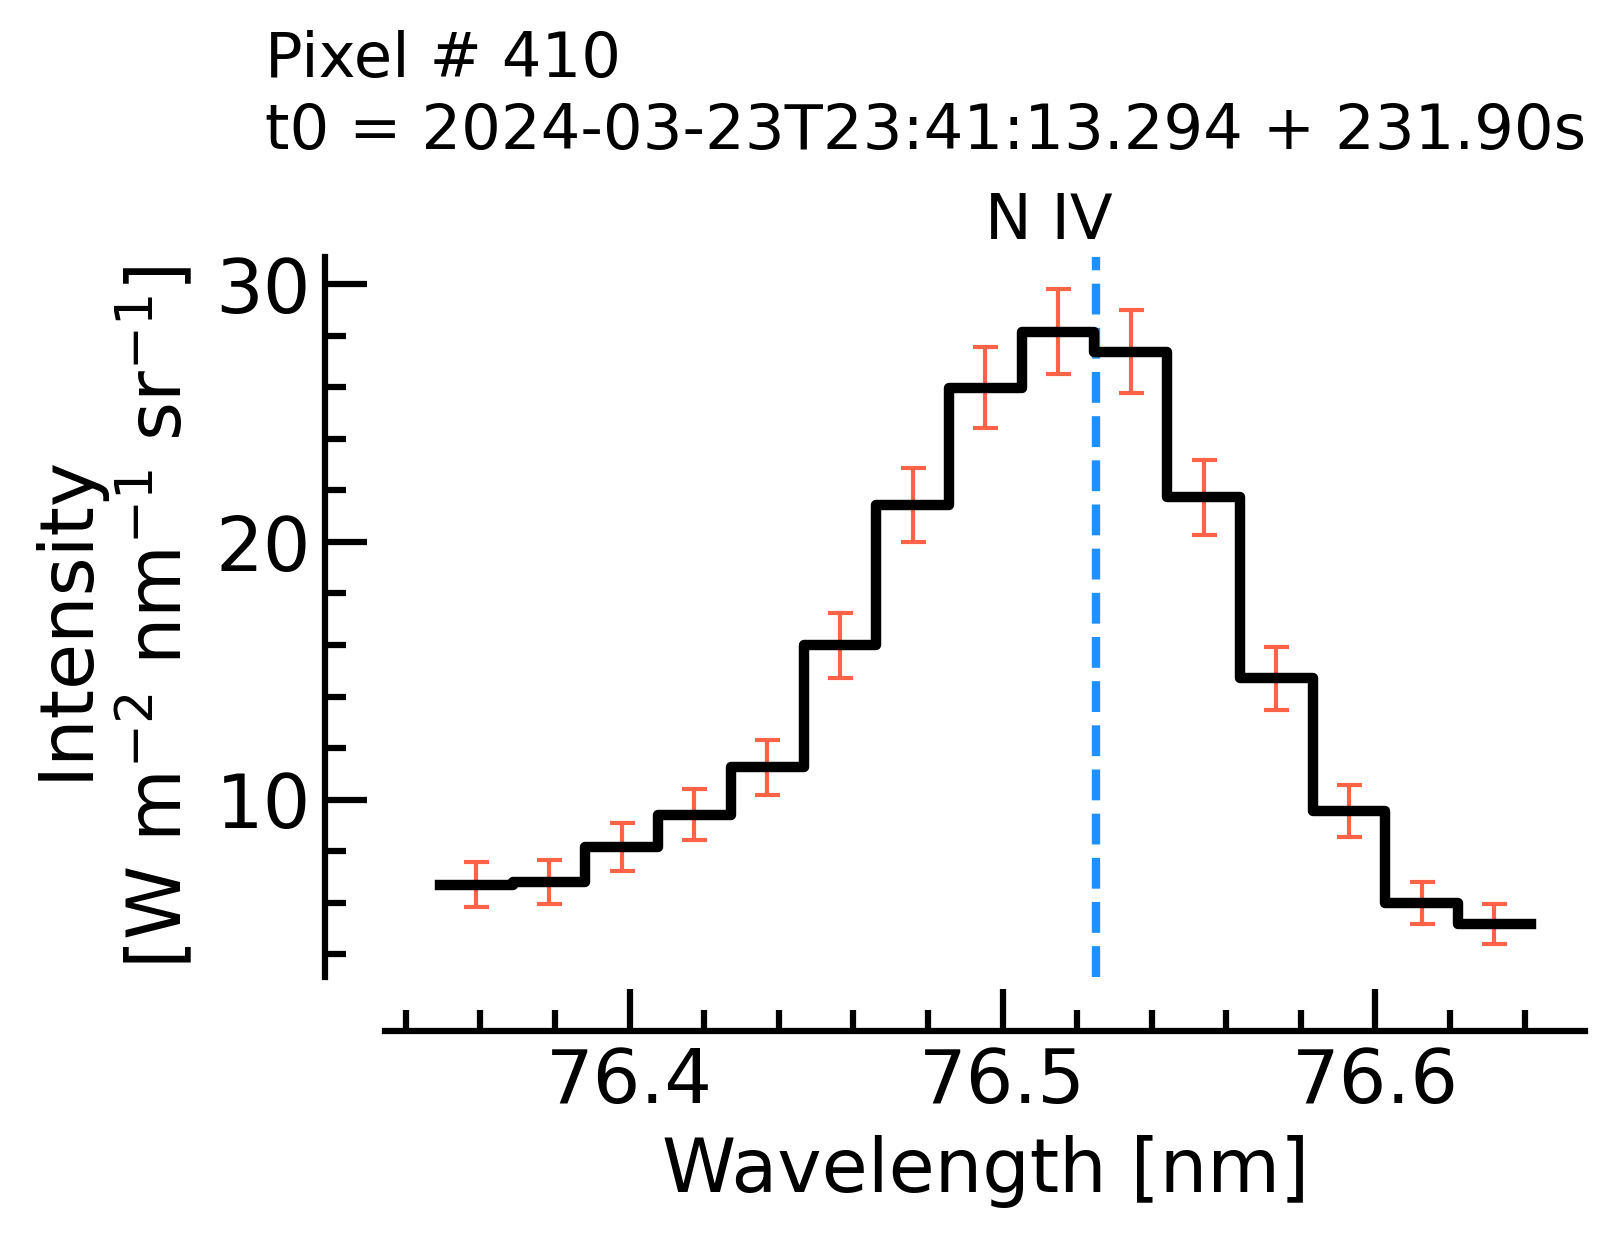 Pixel # 410
t0 = 2024-03-23T23:41:13.294 + 231.90s
N IV
Intensity
[W m⁻² nm⁻¹ sr⁻¹]
30
20
10
76.4 76.5 76.6
Wavelength [nm]